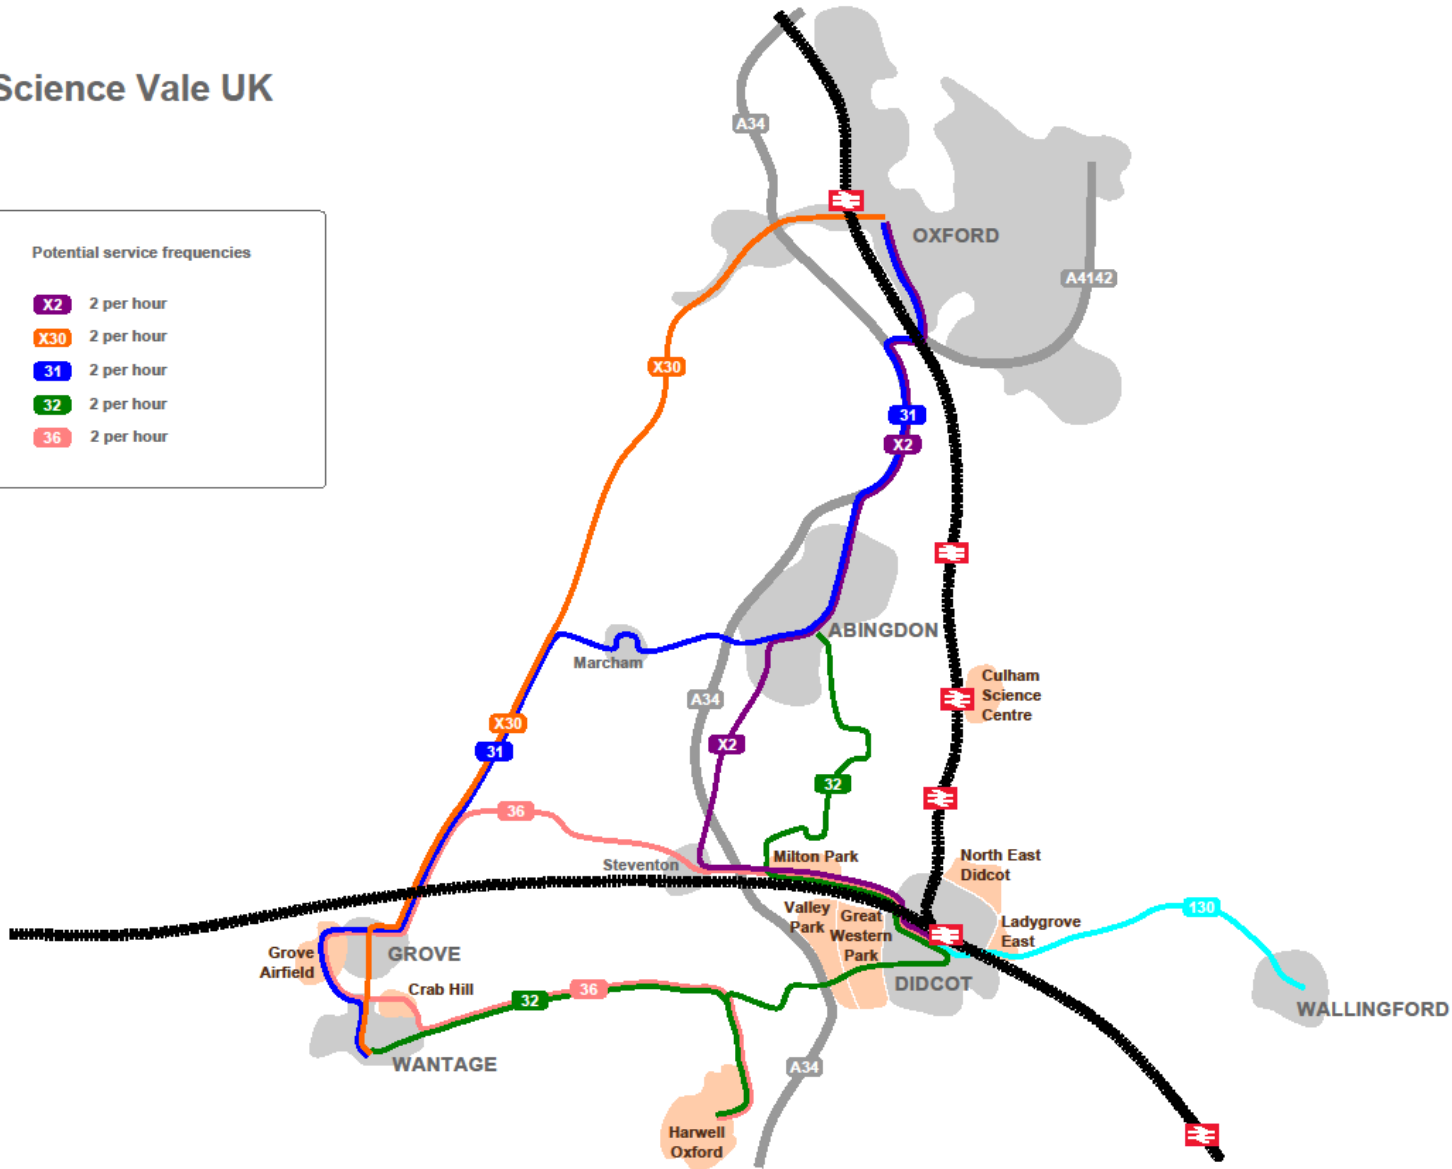 Science Vale UK
Potential service frequencies
X2 2 per hour
X30 2 per hour
31 2 per hour
32 2 per hour
36 2 per hour
A34
OXFORD
A4142
X30
31
X2
ABINGDON
Marcham
Culham
Science
Centre
A34
X30
31
X2
32
36
Steventon
Milton Park
North East
Didcot
Valley
Park
Great
Western
Park
Ladygrove
East
130
GROVE
Grove
Airfield
Crab Hill
32
36
DIDCOT
WALLINGFORD
WANTAGE
A34
Harwell
Oxford